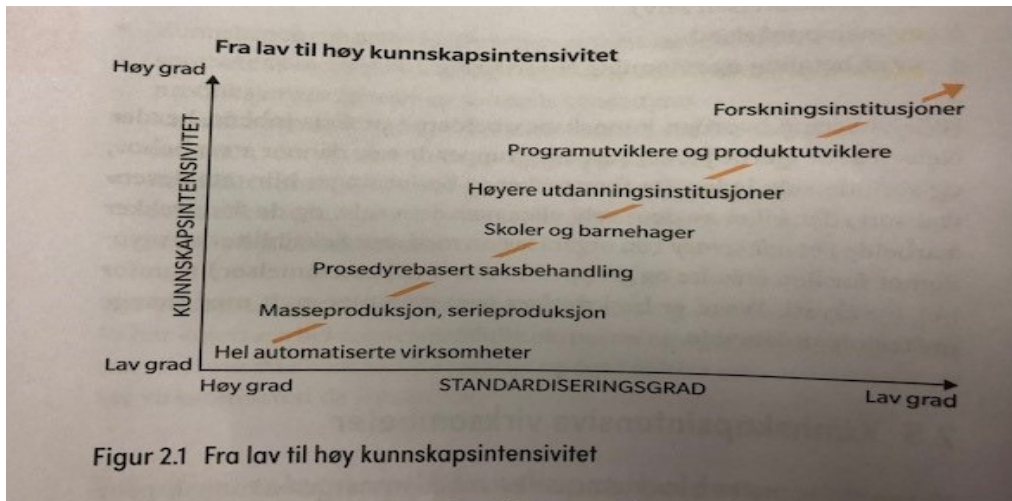 Fra lav til høy kunnskapsintensivitet
Høy grad
KUNNSKAPSINTENSIVITET
Forskningsinstitusjoner
Programutviklere og produktutviklere
Høyere utdanningsinstitusjoner
Skoler og barnehager
Prosedyrebasert saksbehandling
Masseproduksjon, serieproduksjon
Hel automatiserte virksomheter
Lav grad
Høy grad
STANDARDISERINGSGRAD
Lav grad
Figur 2.1 Fra lav til høy kunnskapsintensivitet